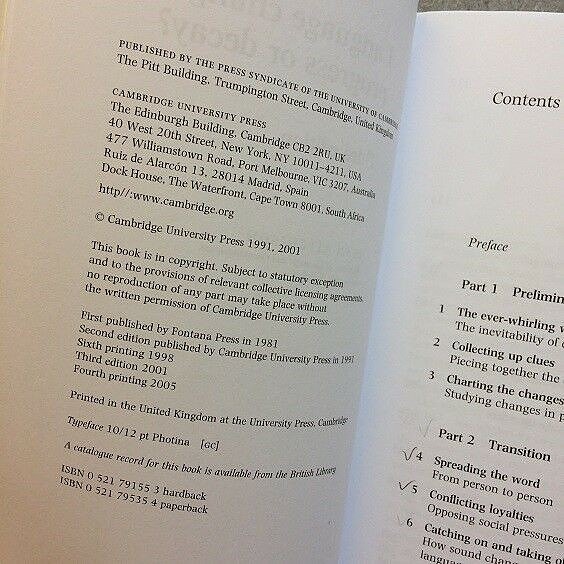 PUBLISHED BY THE PRESS SYNDICATE OF THE UNIVERSITY OF CAMBRIDGE
The Pitt Building, Trumpington Street, Cambridge, United Kingdom
CAMBRIDGE UNIVERSITY PRESS
The Edinburgh Building, Cambridge CB2 2RU, UK
40 West 20th Street, New York, NY 10011-4211, USA
477 Williamstown Road, Port Melbourne, VIC 3207, Australia
Ruiz de Alarcón 13, 28014 Madrid, Spain
Dock House, The Waterfront, Cape Town 8001, South Africa
http//:www.cambridge.org
© Cambridge University Press 1991, 2001
This book is in copyright. Subject to statutory exception
and to the provisions of relevant collective licensing agreements,
no reproduction of any part may take place without
the written permission of Cambridge University Press.
First published by Fontana Press in 1981
Second edition published by Cambridge University Press in 1991
Sixth printing 1998
Third edition 2001
Fourth printing 2005
Printed in the United Kingdom at the University Press, Cambridge
Typeface 10/12 pt Photina [GC]
A catalogue record for this book is available from the British Library
ISBN 0 521 79155 3 hardback
ISBN 0 521 79535 4 paperback
Contents
Preface
Part 1 Prelimin
1 The ever-whirling w
The inevitability of
2 Collecting up clues
Piecing together the
3 Charting the changes
Studying changes in p
Part 2 Transition
4 Spreading the word
From person to person
5 Conflicting loyalties
Opposing social pressures
6 Catching on and taking o
How sound chan
langua